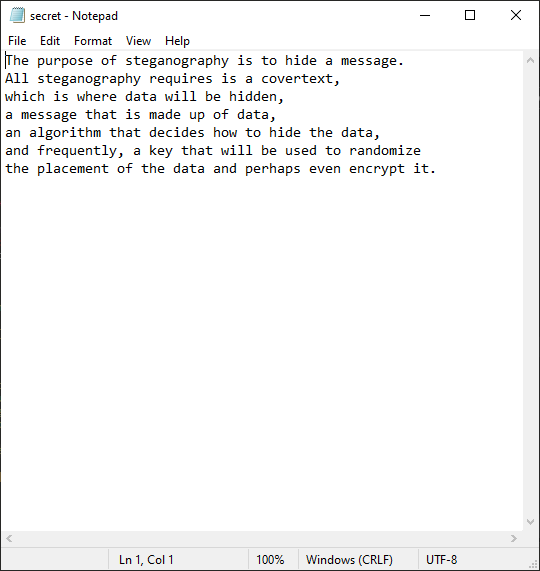 secret - Notepad
File Edit Format View Help
The purpose of steganography is to hide a message.
All steganography requires is a covertext,
which is where data will be hidden,
a message that is made up of data,
an algorithm that decides how to hide the data,
and frequently, a key that will be used to randomize
the placement of the data and perhaps even encrypt it.
Ln 1, Col 1 100% Windows (CRLF) UTF-8